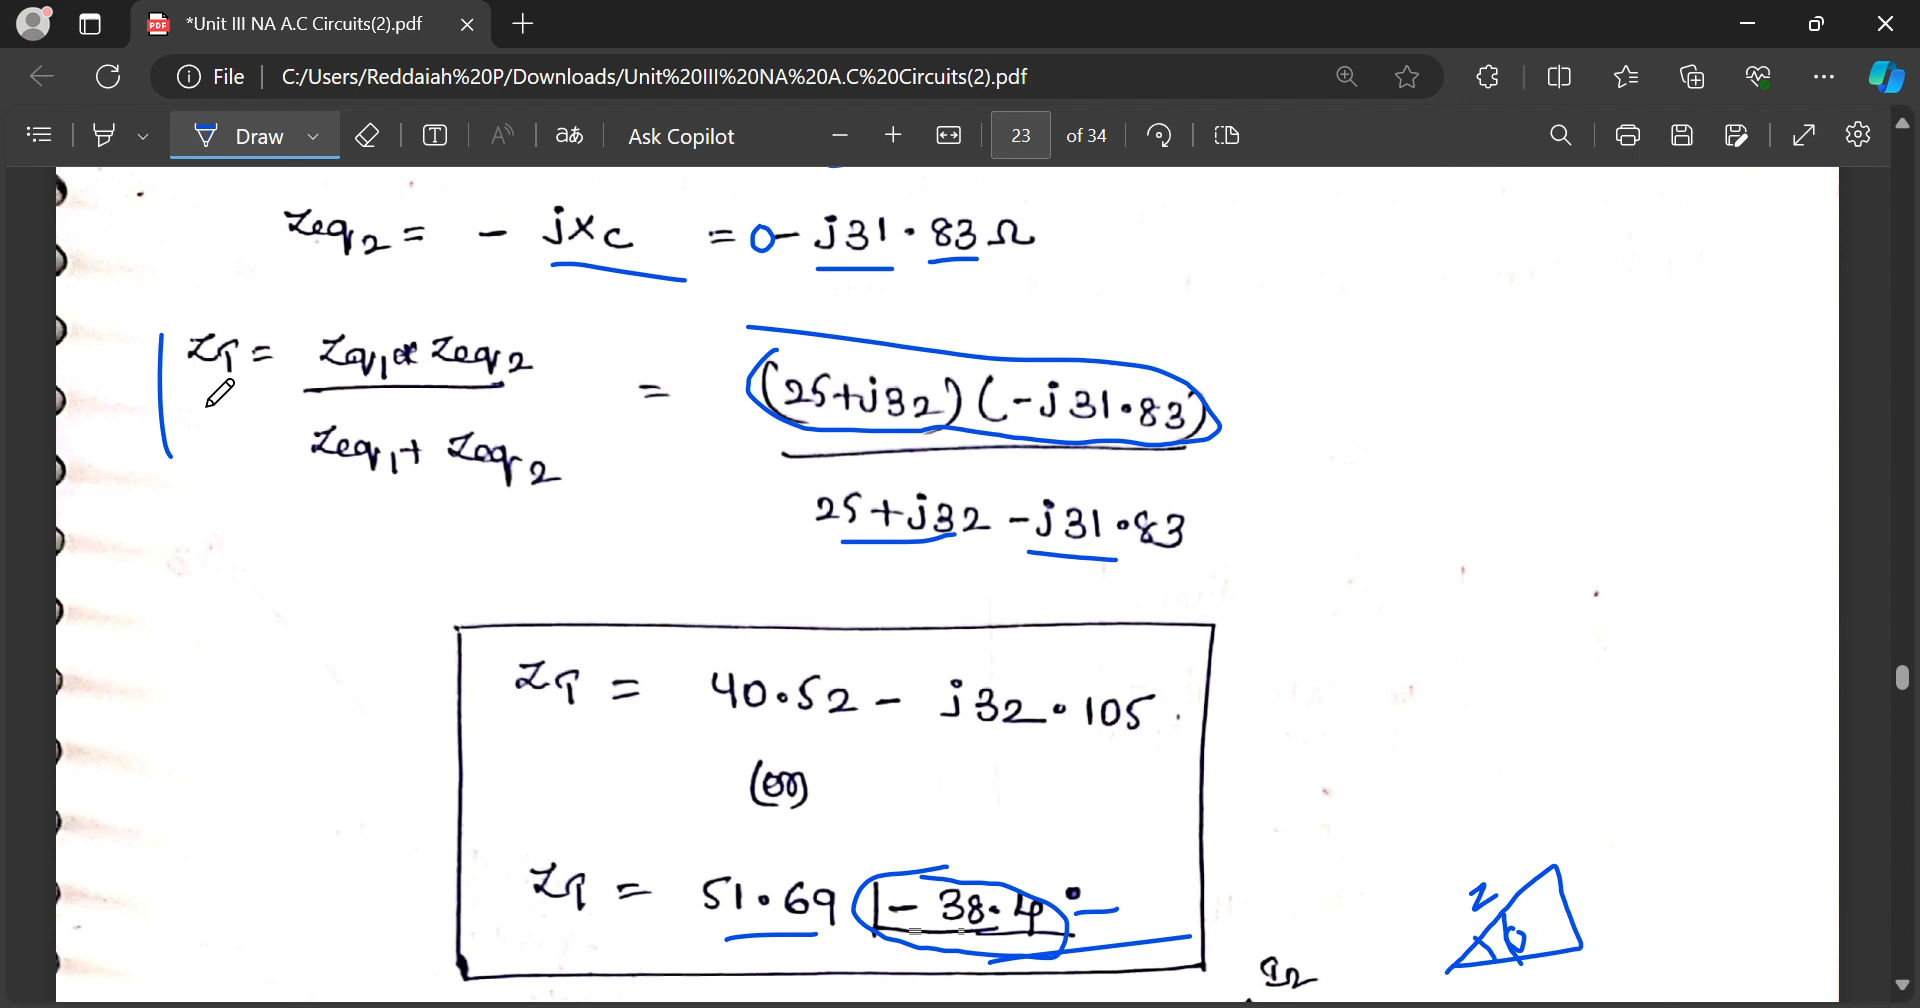 *Unit III NA A.C Circuits(2).pdf
File C:/Users/Reddaiah%20P/Downloads/Unit%20III%20NA%20A.C%20Circuits(2).pdf
Draw T A aあ Ask Copilot 23 of 34
Zeq2 = - jXc = 0 - j31.83Ω
ZT = Zeq1 * Zeq2 / Zeq1 + Zeq2 = (25+j32)(-j31.83) / 25+j32 - j31.83
ZT = 40.52 - j32.105
(or)
ZT = 51.69 ∠-38.4°
Z